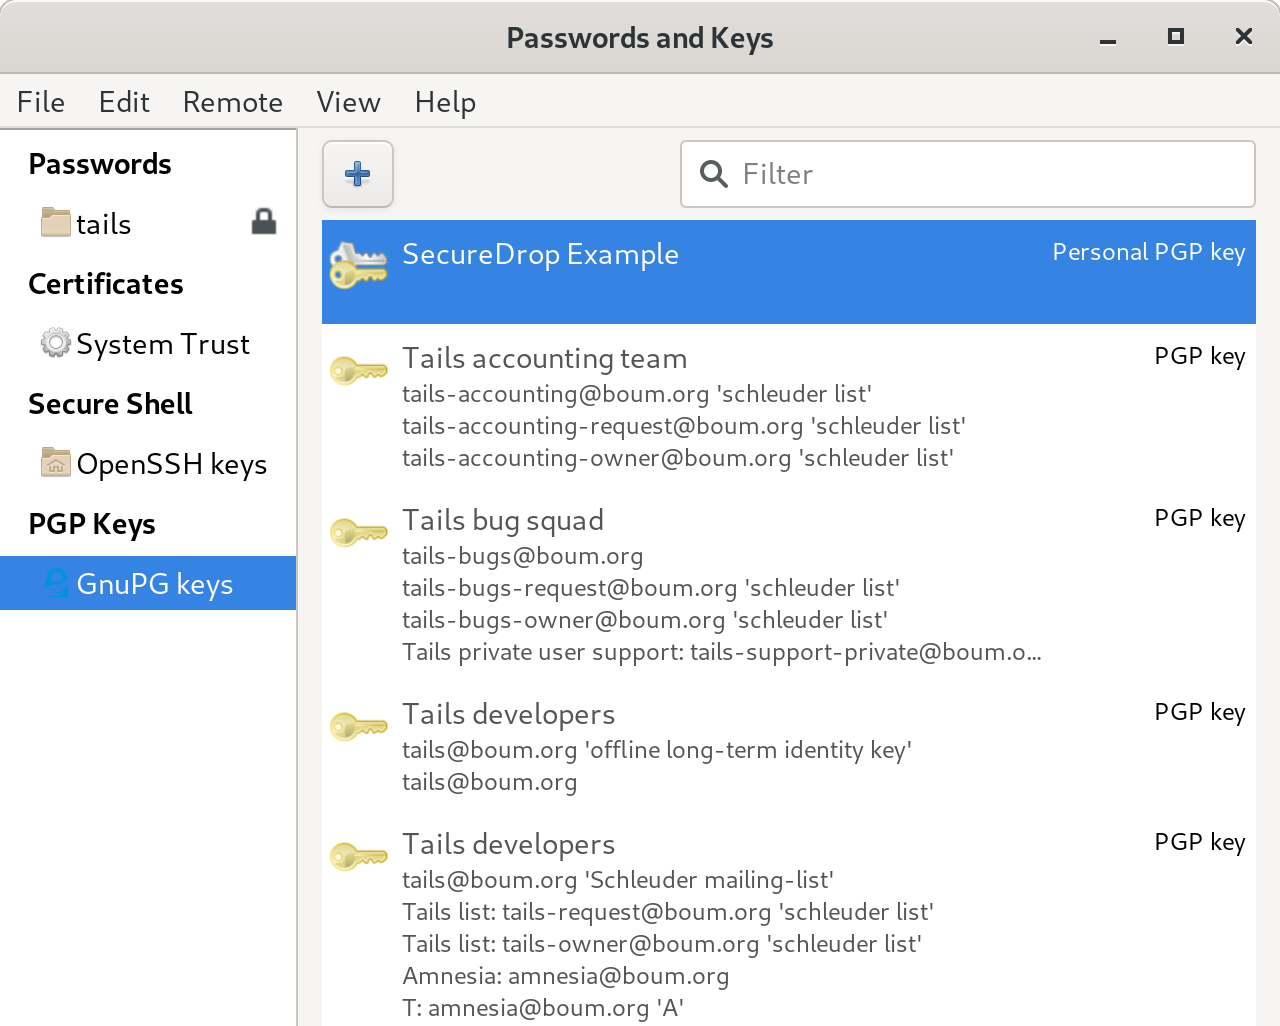 Passwords and Keys
File Edit Remote View Help
Passwords
tails
Certificates
System Trust
Secure Shell
OpenSSH keys
PGP Keys
GnuPG keys
Filter
SecureDrop Example Personal PGP key
Tails accounting team PGP key
tails-accounting@boum.org 'schleuder list'
tails-accounting-request@boum.org 'schleuder list'
tails-accounting-owner@boum.org 'schleuder list'
Tails bug squad PGP key
tails-bugs@boum.org
tails-bugs-request@boum.org 'schleuder list'
tails-bugs-owner@boum.org 'schleuder list'
Tails private user support: tails-support-private@boum.o...
Tails developers PGP key
tails@boum.org 'offline long-term identity key'
tails@boum.org
Tails developers PGP key
tails@boum.org 'Schleuder mailing-list'
Tails list: tails-request@boum.org 'schleuder list'
Tails list: tails-owner@boum.org 'schleuder list'
Amnesia: amnesia@boum.org
T: amnesia@boum.org 'A'